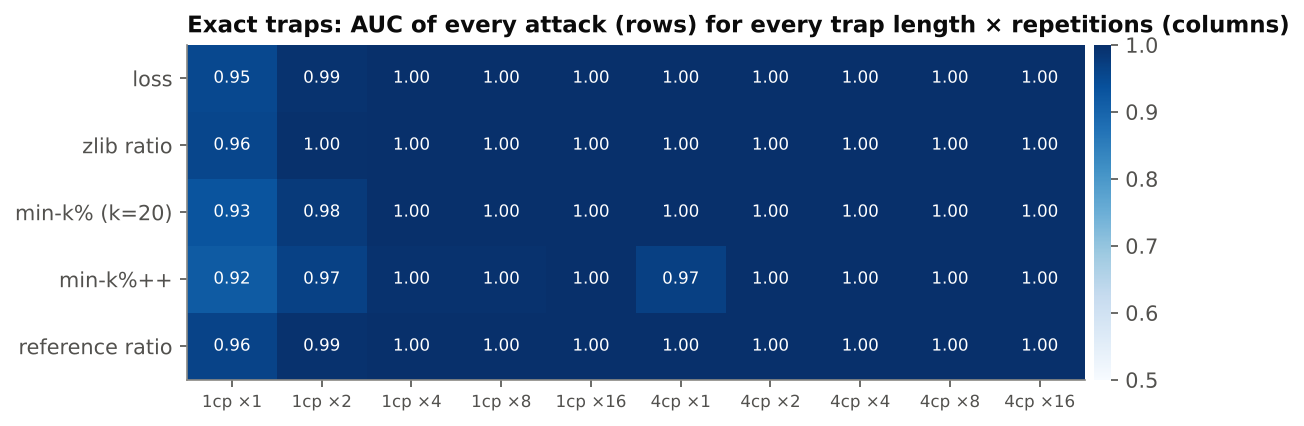 Exact traps: AUC of every attack (rows) for every trap length × repetitions (columns)
loss 0.95 0.99 1.00 1.00 1.00 1.00 1.00 1.00 1.00 1.00
zlib ratio 0.96 1.00 1.00 1.00 1.00 1.00 1.00 1.00 1.00 1.00
min-k% (k=20) 0.93 0.98 1.00 1.00 1.00 1.00 1.00 1.00 1.00 1.00
min-k%++ 0.92 0.97 1.00 1.00 1.00 0.97 1.00 1.00 1.00 1.00
reference ratio 0.96 0.99 1.00 1.00 1.00 1.00 1.00 1.00 1.00 1.00
1cp ×1 1cp ×2 1cp ×4 1cp ×8 1cp ×16 4cp ×1 4cp ×2 4cp ×4 4cp ×8 4cp ×16
1.0
0.9
0.8
0.7
0.6
0.5